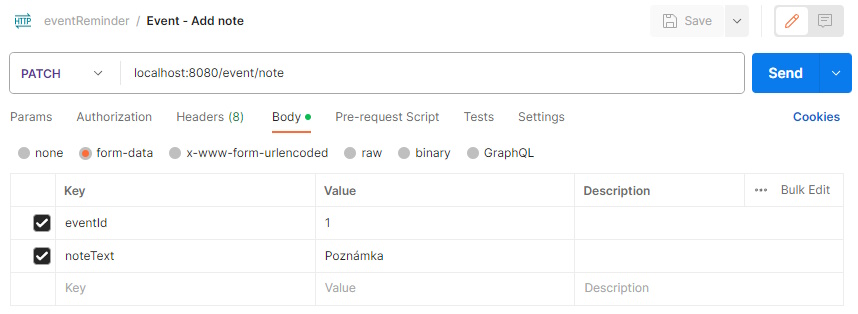 HTTP eventReminder / Event - Add note Save
PATCH localhost:8080/event/note Send
Params Authorization Headers (8) Body Pre-request Script Tests Settings Cookies
none form-data x-www-form-urlencoded raw binary GraphQL
Key Value Description ••• Bulk Edit
eventId 1
noteText Poznámka
Key Value Description